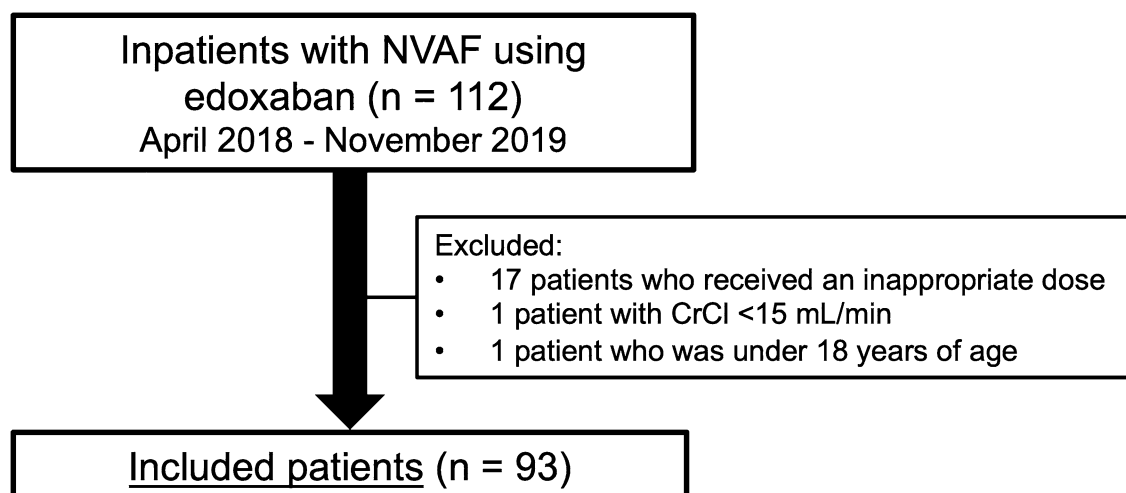 Inpatients with NVAF using
edoxaban (n = 112)
April 2018 - November 2019
Excluded:
• 17 patients who received an inappropriate dose
• 1 patient with CrCl <15 mL/min
• 1 patient who was under 18 years of age
Included patients (n = 93)